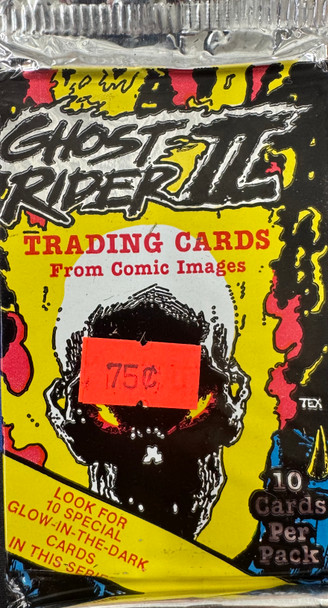 GHOST
RIDER II
TRADING CARDS
From Comic Images
75¢
TEX
10
Cards
Per
Pack
LOOK FOR
10 SPECIAL
GLOW-IN-THE-DARK
CARDS
IN THIS